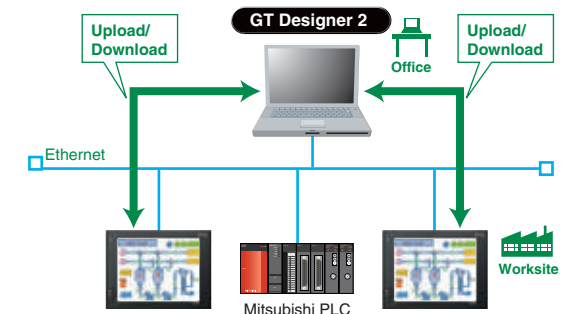 GT Designer 2
Upload/
Download
Office
Upload/
Download
Ethernet
Worksite
Mitsubishi PLC